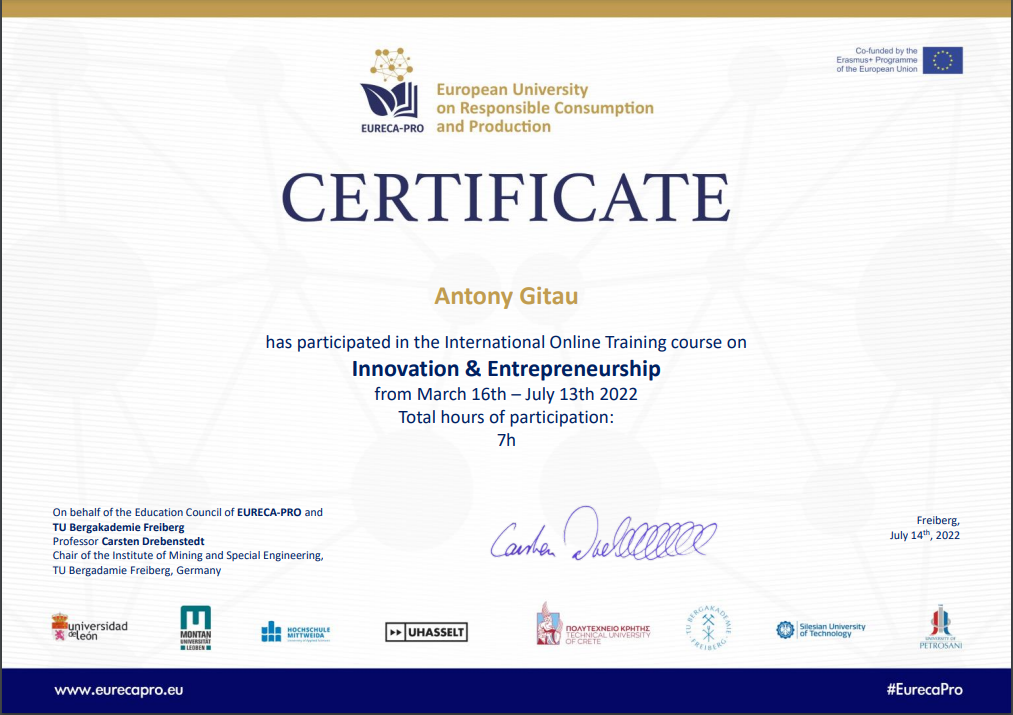 Co-funded by the
Erasmus+ Programme
of the European Union
EURECA-PRO
European University
on Responsible Consumption
and Production
CERTIFICATE
Antony Gitau
has participated in the International Online Training course on
Innovation & Entrepreneurship
from March 16th – July 13th 2022
Total hours of participation:
7h
On behalf of the Education Council of EURECA-PRO and
TU Bergakademie Freiberg
Professor Carsten Drebenstedt
Chair of the Institute of Mining and Special Engineering,
TU Bergadamie Freiberg, Germany
Carsten
Freiberg,
July 14th, 2022
universidad
de león
MONTAN
UNIVERSITÄT
LEOBEN
HOCHSCHULE
MITTWEIDA
UHASSELT
ΠΟΛΥΤΕΧΝΕΙΟ ΚΡΗΤΗΣ
TECHNICAL UNIVERSITY
OF CRETE
TU BERGAKADEMIE
FREIBERG
Silesian University
of Technology
UNIVERSITY OF
PETROȘANI
www.eurecapro.eu
#EurecaPro